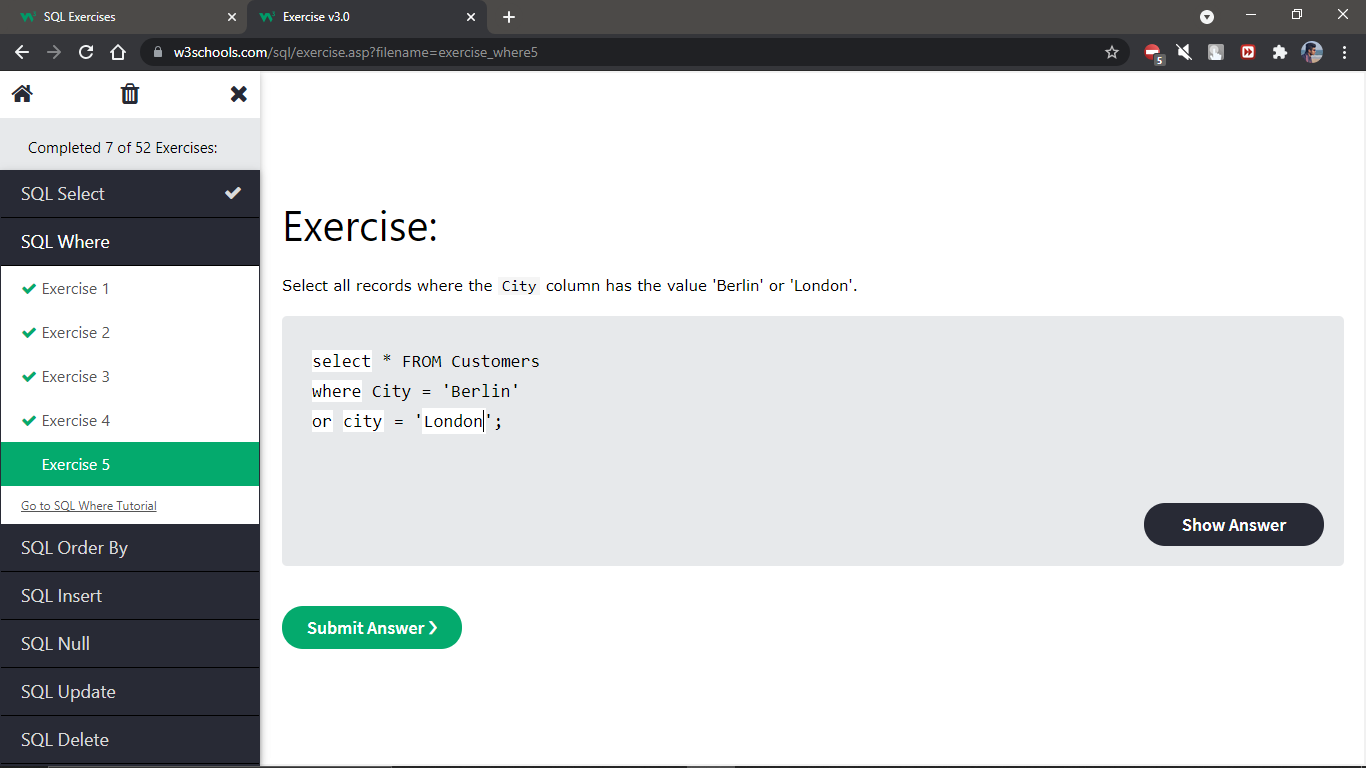 SQL Exercises
Exercise v3.0
w3schools.com/sql/exercise.asp?filename=exercise_where5
5
Completed 7 of 52 Exercises:
SQL Select
SQL Where
Exercise 1
Exercise 2
Exercise 3
Exercise 4
Exercise 5
Go to SQL Where Tutorial
SQL Order By
SQL Insert
SQL Null
SQL Update
SQL Delete
Exercise:
Select all records where the City column has the value 'Berlin' or 'London'.
select * FROM Customers
where City = 'Berlin'
or city = 'London';
Show Answer
Submit Answer ❯